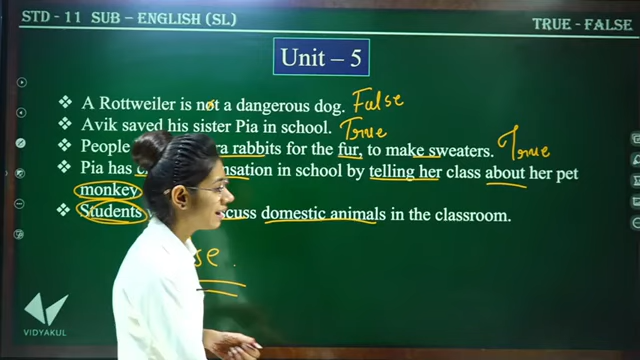 STD - 11 SUB - ENGLISH (SL)
TRUE - FALSE
Unit – 5
❖ A Rottweiler is not a dangerous dog. False
❖ Avik saved his sister Pia in school. True
❖ People rabbits for the fur, to make sweaters. True
❖ Pia has in school by telling her class about her pet
monkey
❖ Students domestic animals in the classroom.
VIDYAKUL